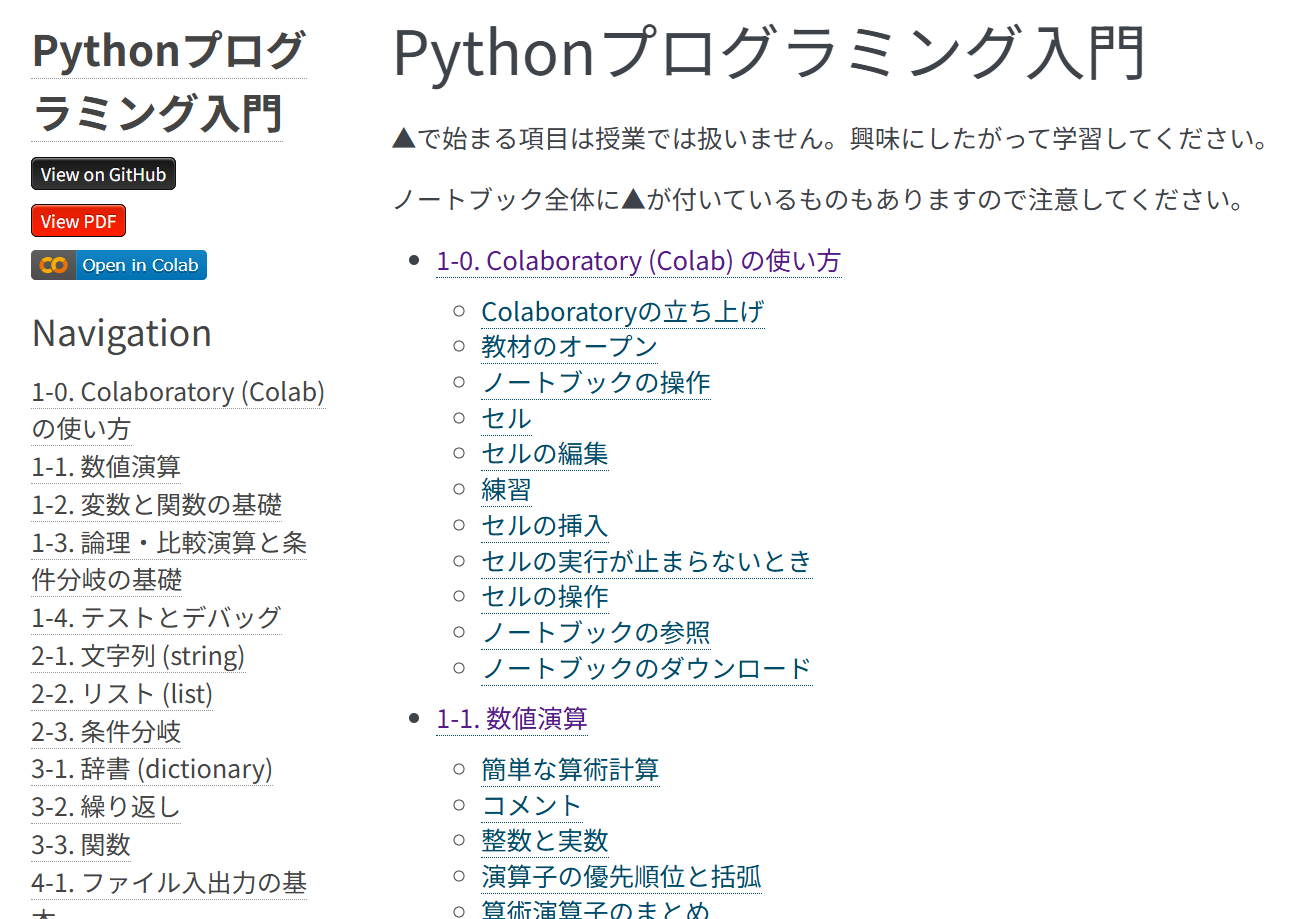 Pythonプログ
ラミング入門
View on GitHub
View PDF
Open in Colab
Navigation
1-0. Colaboratory (Colab)
の使い方
1-1. 数値演算
1-2. 変数と関数の基礎
1-3. 論理・比較演算と条
件分岐の基礎
1-4. テストとデバッグ
2-1. 文字列 (string)
2-2. リスト (list)
2-3. 条件分岐
3-1. 辞書 (dictionary)
3-2. 繰り返し
3-3. 関数
4-1. ファイル入出力の基
本
Pythonプログラミング入門
▲で始まる項目は授業では扱いません。興味にしたがって学習してください。
ノートブック全体に▲が付いているものもありますので注意してください。
1-0. Colaboratory (Colab) の使い方
Colaboratoryの立ち上げ
教材のオープン
ノートブックの操作
セル
セルの編集
練習
セルの挿入
セルの実行が止まらないとき
セルの操作
ノートブックの参照
ノートブックのダウンロード
1-1. 数値演算
簡単な算術計算
コメント
整数と実数
演算子の優先順位と括弧
算術演算子のまとめ